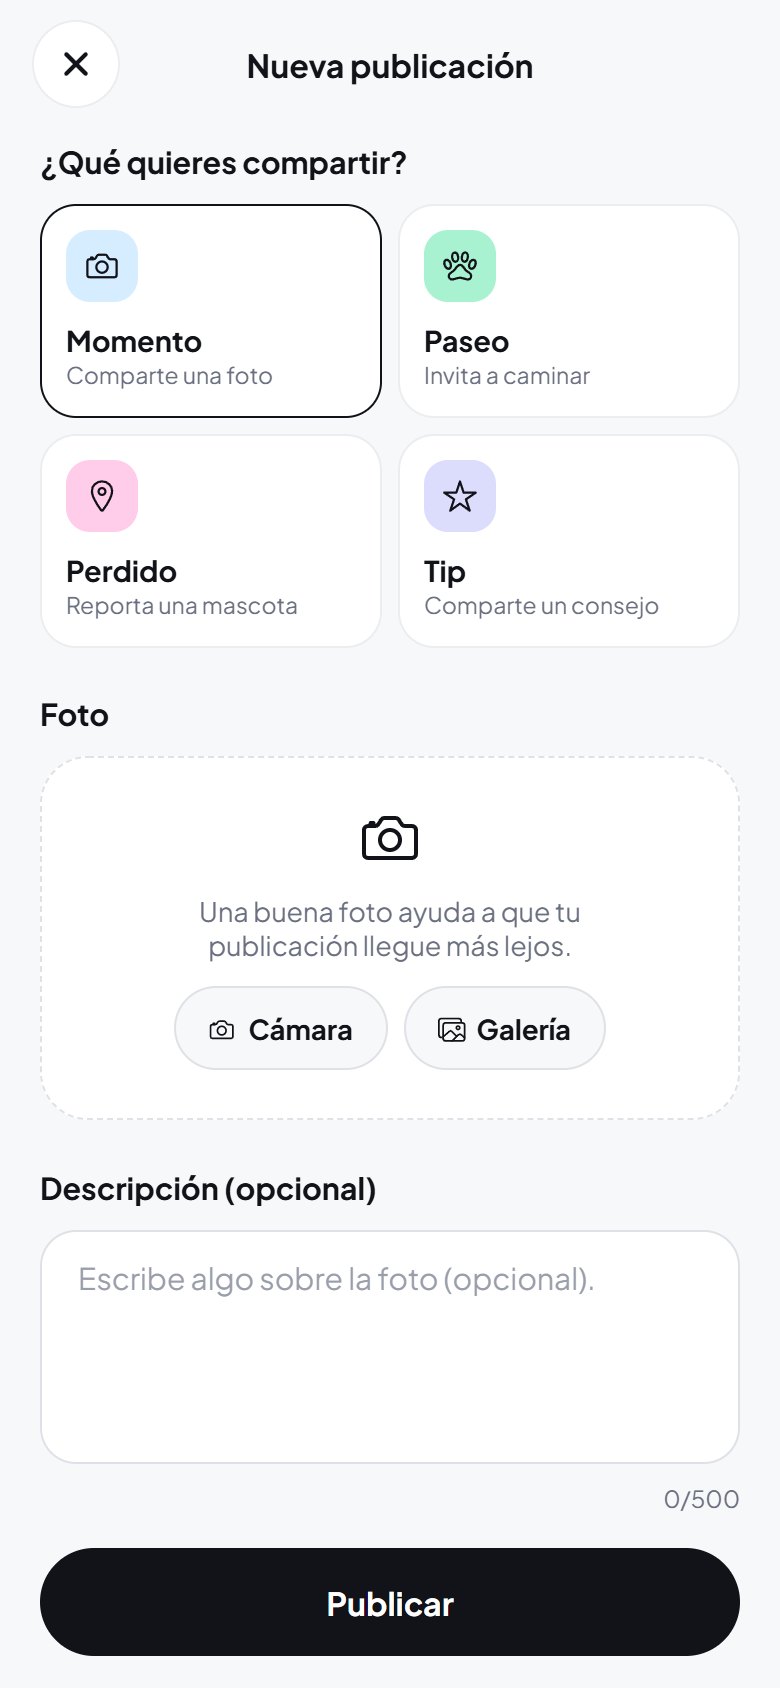 Nueva publicación
¿Qué quieres compartir?
Momento
Comparte una foto
Paseo
Invita a caminar
Perdido
Reporta una mascota
Tip
Comparte un consejo
Foto
Una buena foto ayuda a que tu
publicación llegue más lejos.
Cámara
Galería
Descripción (opcional)
Escribe algo sobre la foto (opcional).
0/500
Publicar